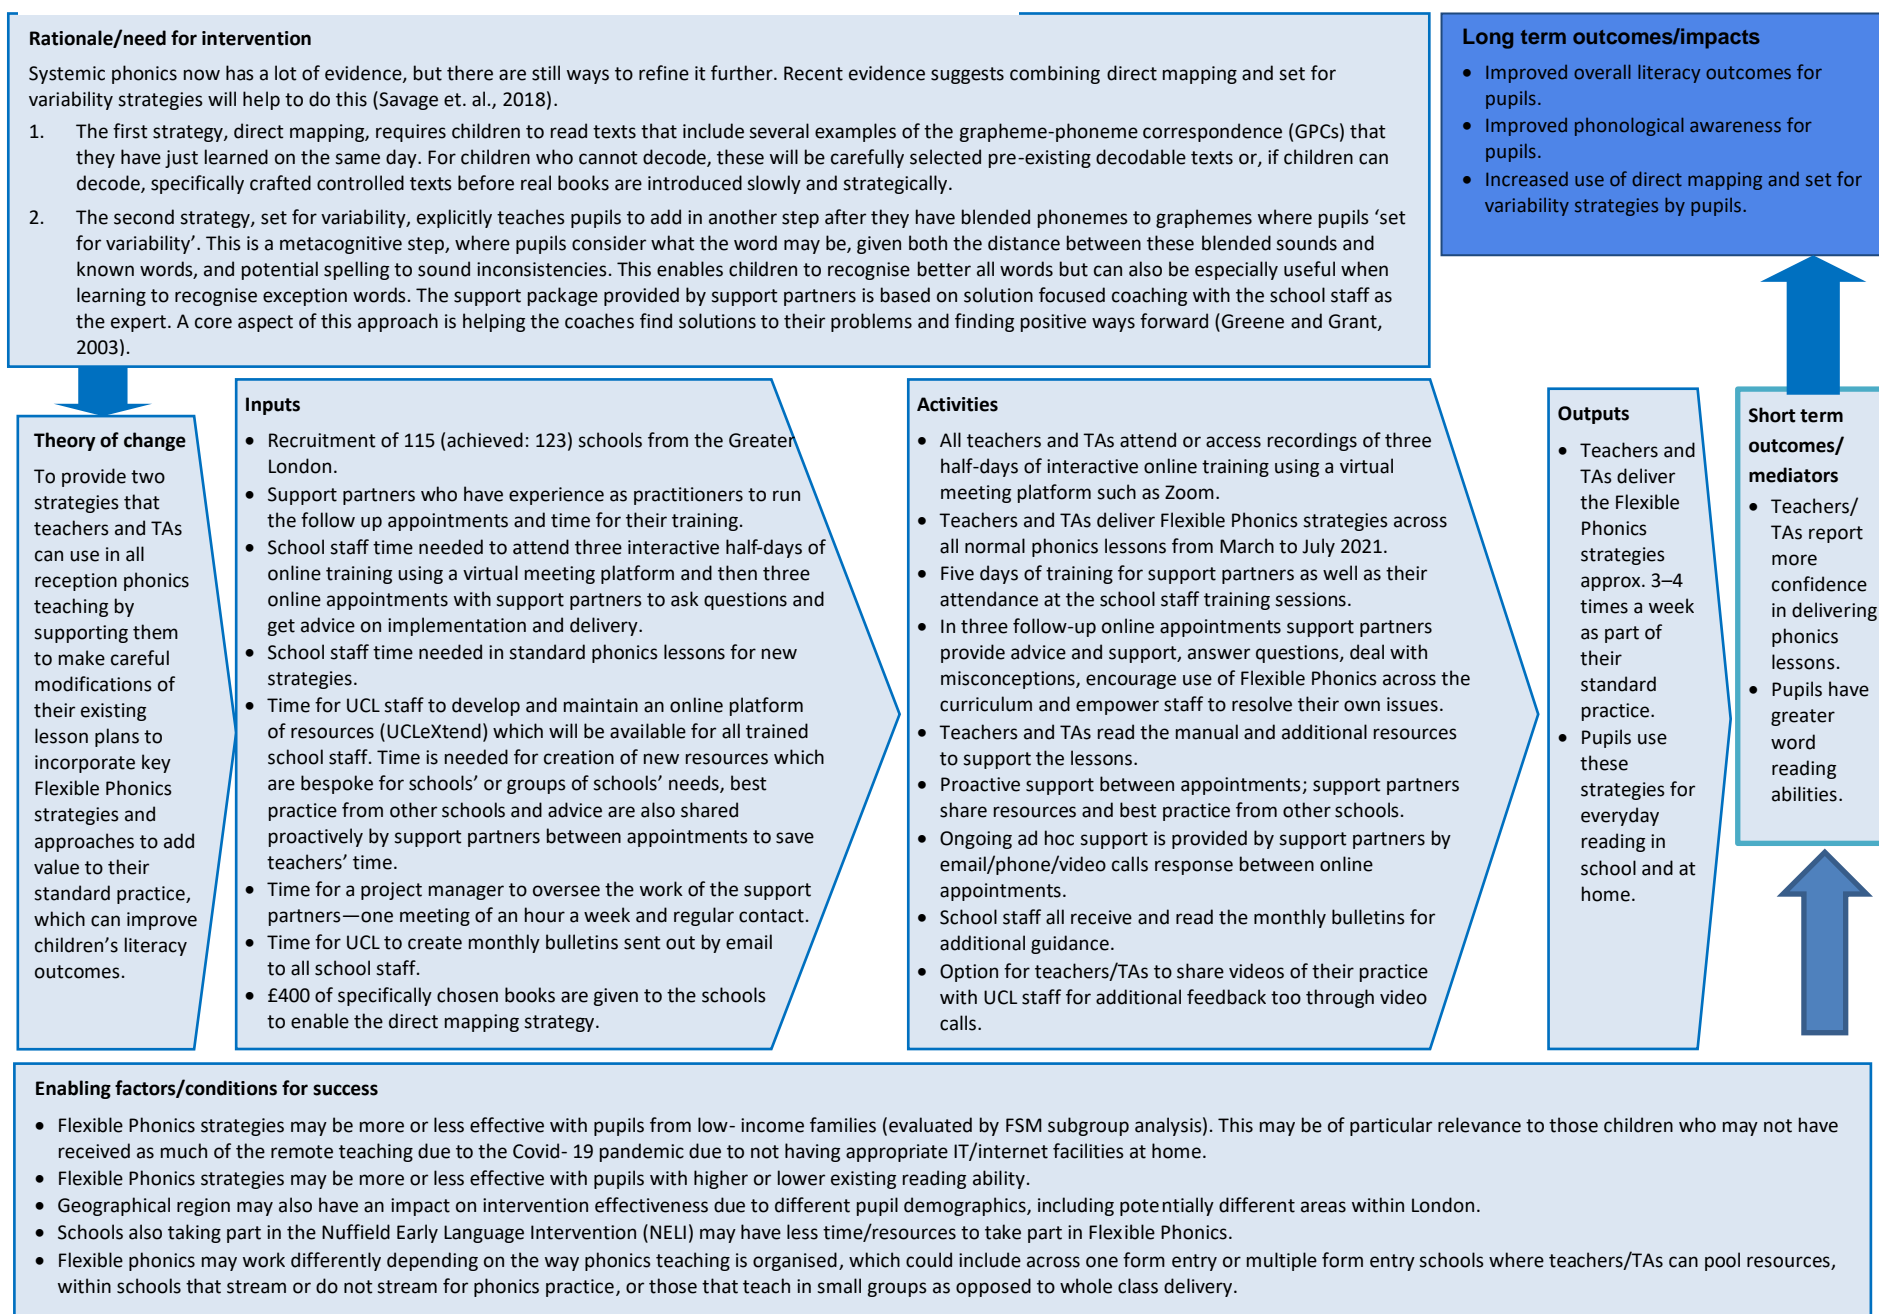 Rationale/need for intervention
Systemic phonics now has a lot of evidence, but there are still ways to refine it further. Recent evidence suggests combining direct mapping and set for
variability strategies will help to do this (Savage et. al., 2018).
1. The first strategy, direct mapping, requires children to read texts that include several examples of the grapheme-phoneme correspondence (GPCs) that
they have just learned on the same day. For children who cannot decode, these will be carefully selected pre-existing decodable texts or, if children can
decode, specifically crafted controlled texts before real books are introduced slowly and strategically.
2. The second strategy, set for variability, explicitly teaches pupils to add in another step after they have blended phonemes to graphemes where pupils ‘set
for variability’. This is a metacognitive step, where pupils consider what the word may be, given both the distance between these blended sounds and
known words, and potential spelling to sound inconsistencies. This enables children to recognise better all words but can also be especially useful when
learning to recognise exception words. The support package provided by support partners is based on solution focused coaching with the school staff as
the expert. A core aspect of this approach is helping the coaches find solutions to their problems and finding positive ways forward (Greene and Grant,
2003).
Long term outcomes/impacts
• Improved overall literacy outcomes for
pupils.
• Improved phonological awareness for
pupils.
• Increased use of direct mapping and set for
variability strategies by pupils.
Theory of change
To provide two
strategies that
teachers and TAs
can use in all
reception phonics
teaching by
supporting them
to make careful
modifications of
their existing
lesson plans to
incorporate key
Flexible Phonics
strategies and
approaches to add
value to their
standard practice,
which can improve
children’s literacy
outcomes.
Inputs
• Recruitment of 115 (achieved: 123) schools from the Greater
London.
• Support partners who have experience as practitioners to run
the follow up appointments and time for their training.
• School staff time needed to attend three interactive half-days of
online training using a virtual meeting platform and then three
online appointments with support partners to ask questions and
get advice on implementation and delivery.
• School staff time needed in standard phonics lessons for new
strategies.
• Time for UCL staff to develop and maintain an online platform
of resources (UCLeXtend) which will be available for all trained
school staff. Time is needed for creation of new resources which
are bespoke for schools’ or groups of schools’ needs, best
practice from other schools and advice are also shared
proactively by support partners between appointments to save
teachers’ time.
• Time for a project manager to oversee the work of the support
partners—one meeting of an hour a week and regular contact.
• Time for UCL to create monthly bulletins sent out by email
to all school staff.
• £400 of specifically chosen books are given to the schools
to enable the direct mapping strategy.
Activities
• All teachers and TAs attend or access recordings of three
half-days of interactive online training using a virtual
meeting platform such as Zoom.
• Teachers and TAs deliver Flexible Phonics strategies across
all normal phonics lessons from March to July 2021.
• Five days of training for support partners as well as their
attendance at the school staff training sessions.
• In three follow-up online appointments support partners
provide advice and support, answer questions, deal with
misconceptions, encourage use of Flexible Phonics across the
curriculum and empower staff to resolve their own issues.
• Teachers and TAs read the manual and additional resources
to support the lessons.
• Proactive support between appointments; support partners
share resources and best practice from other schools.
• Ongoing ad hoc support is provided by support partners by
email/phone/video calls response between online
appointments.
• School staff all receive and read the monthly bulletins for
additional guidance.
• Option for teachers/TAs to share videos of their practice
with UCL staff for additional feedback too through video
calls.
Outputs
• Teachers and
TAs deliver
the Flexible
Phonics
strategies
approx. 3–4
times a week
as part of
their
standard
practice.
• Pupils use
these
strategies for
everyday
reading in
school and at
home.
Short term
outcomes/
mediators
• Teachers/
TAs report
more
confidence
in delivering
phonics
lessons.
• Pupils have
greater
word
reading
abilities.
Enabling factors/conditions for success
• Flexible Phonics strategies may be more or less effective with pupils from low- income families (evaluated by FSM subgroup analysis). This may be of particular relevance to those children who may not have
received as much of the remote teaching due to the Covid- 19 pandemic due to not having appropriate IT/internet facilities at home.
• Flexible Phonics strategies may be more or less effective with pupils with higher or lower existing reading ability.
• Geographical region may also have an impact on intervention effectiveness due to different pupil demographics, including potentially different areas within London.
• Schools also taking part in the Nuffield Early Language Intervention (NELI) may have less time/resources to take part in Flexible Phonics.
• Flexible phonics may work differently depending on the way phonics teaching is organised, which could include across one form entry or multiple form entry schools where teachers/TAs can pool resources,
within schools that stream or do not stream for phonics practice, or those that teach in small groups as opposed to whole class delivery.